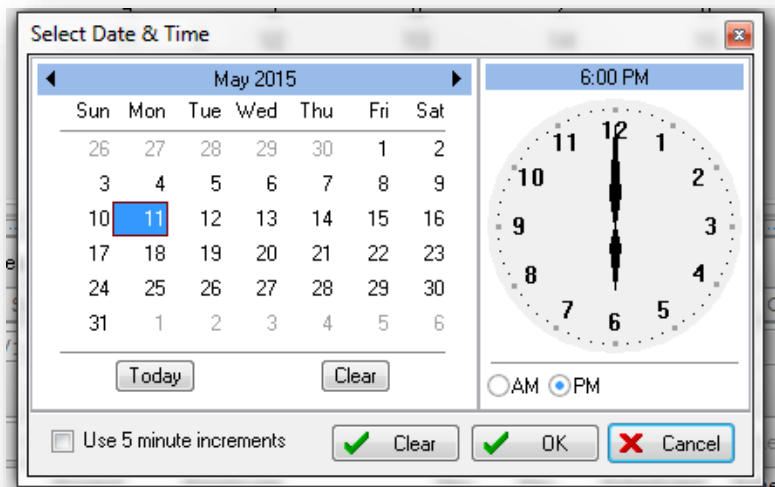 Select Date & Time
May 2015
Sun Mon Tue Wed Thu Fri Sat
26 27 28 29 30 1 2
3 4 5 6 7 8 9
10 11 12 13 14 15 16
17 18 19 20 21 22 23
24 25 26 27 28 29 30
31 1 2 3 4 5 6
Today Clear
6:00 PM
12
11 1
10 2
9 3
8 4
7 5
6
AM PM
Use 5 minute increments Clear OK Cancel